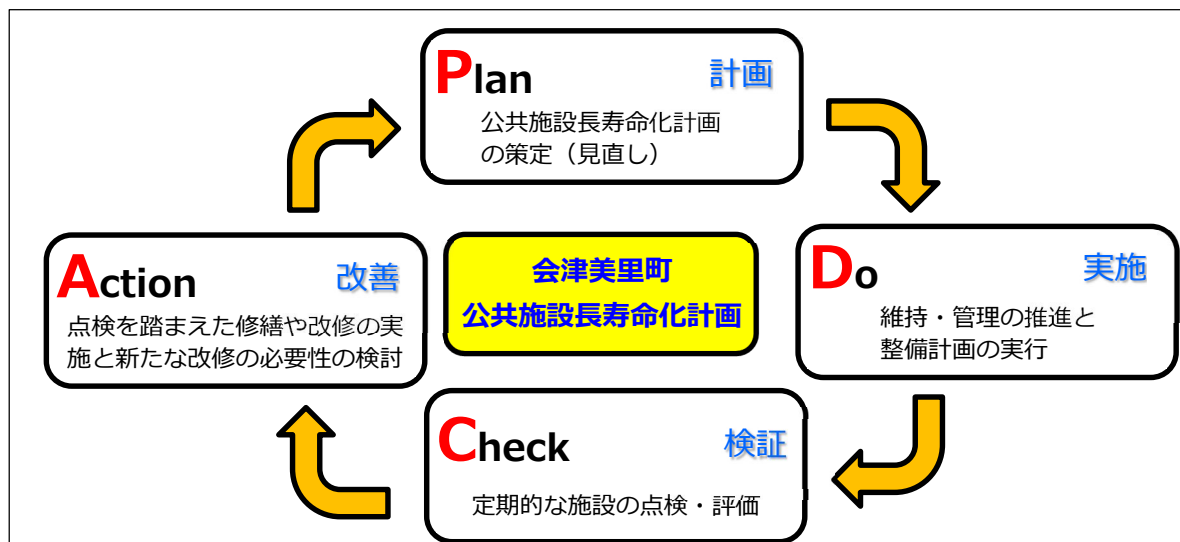 Plan 計画
公共施設長寿命化計画
の策定（見直し）
Action 改善
点検を踏まえた修繕や改修の実
施と新たな改修の必要性の検討
会津美里町
公共施設長寿命化計画
Do 実施
維持・管理の推進と
整備計画の実行
Check 検証
定期的な施設の点検・評価